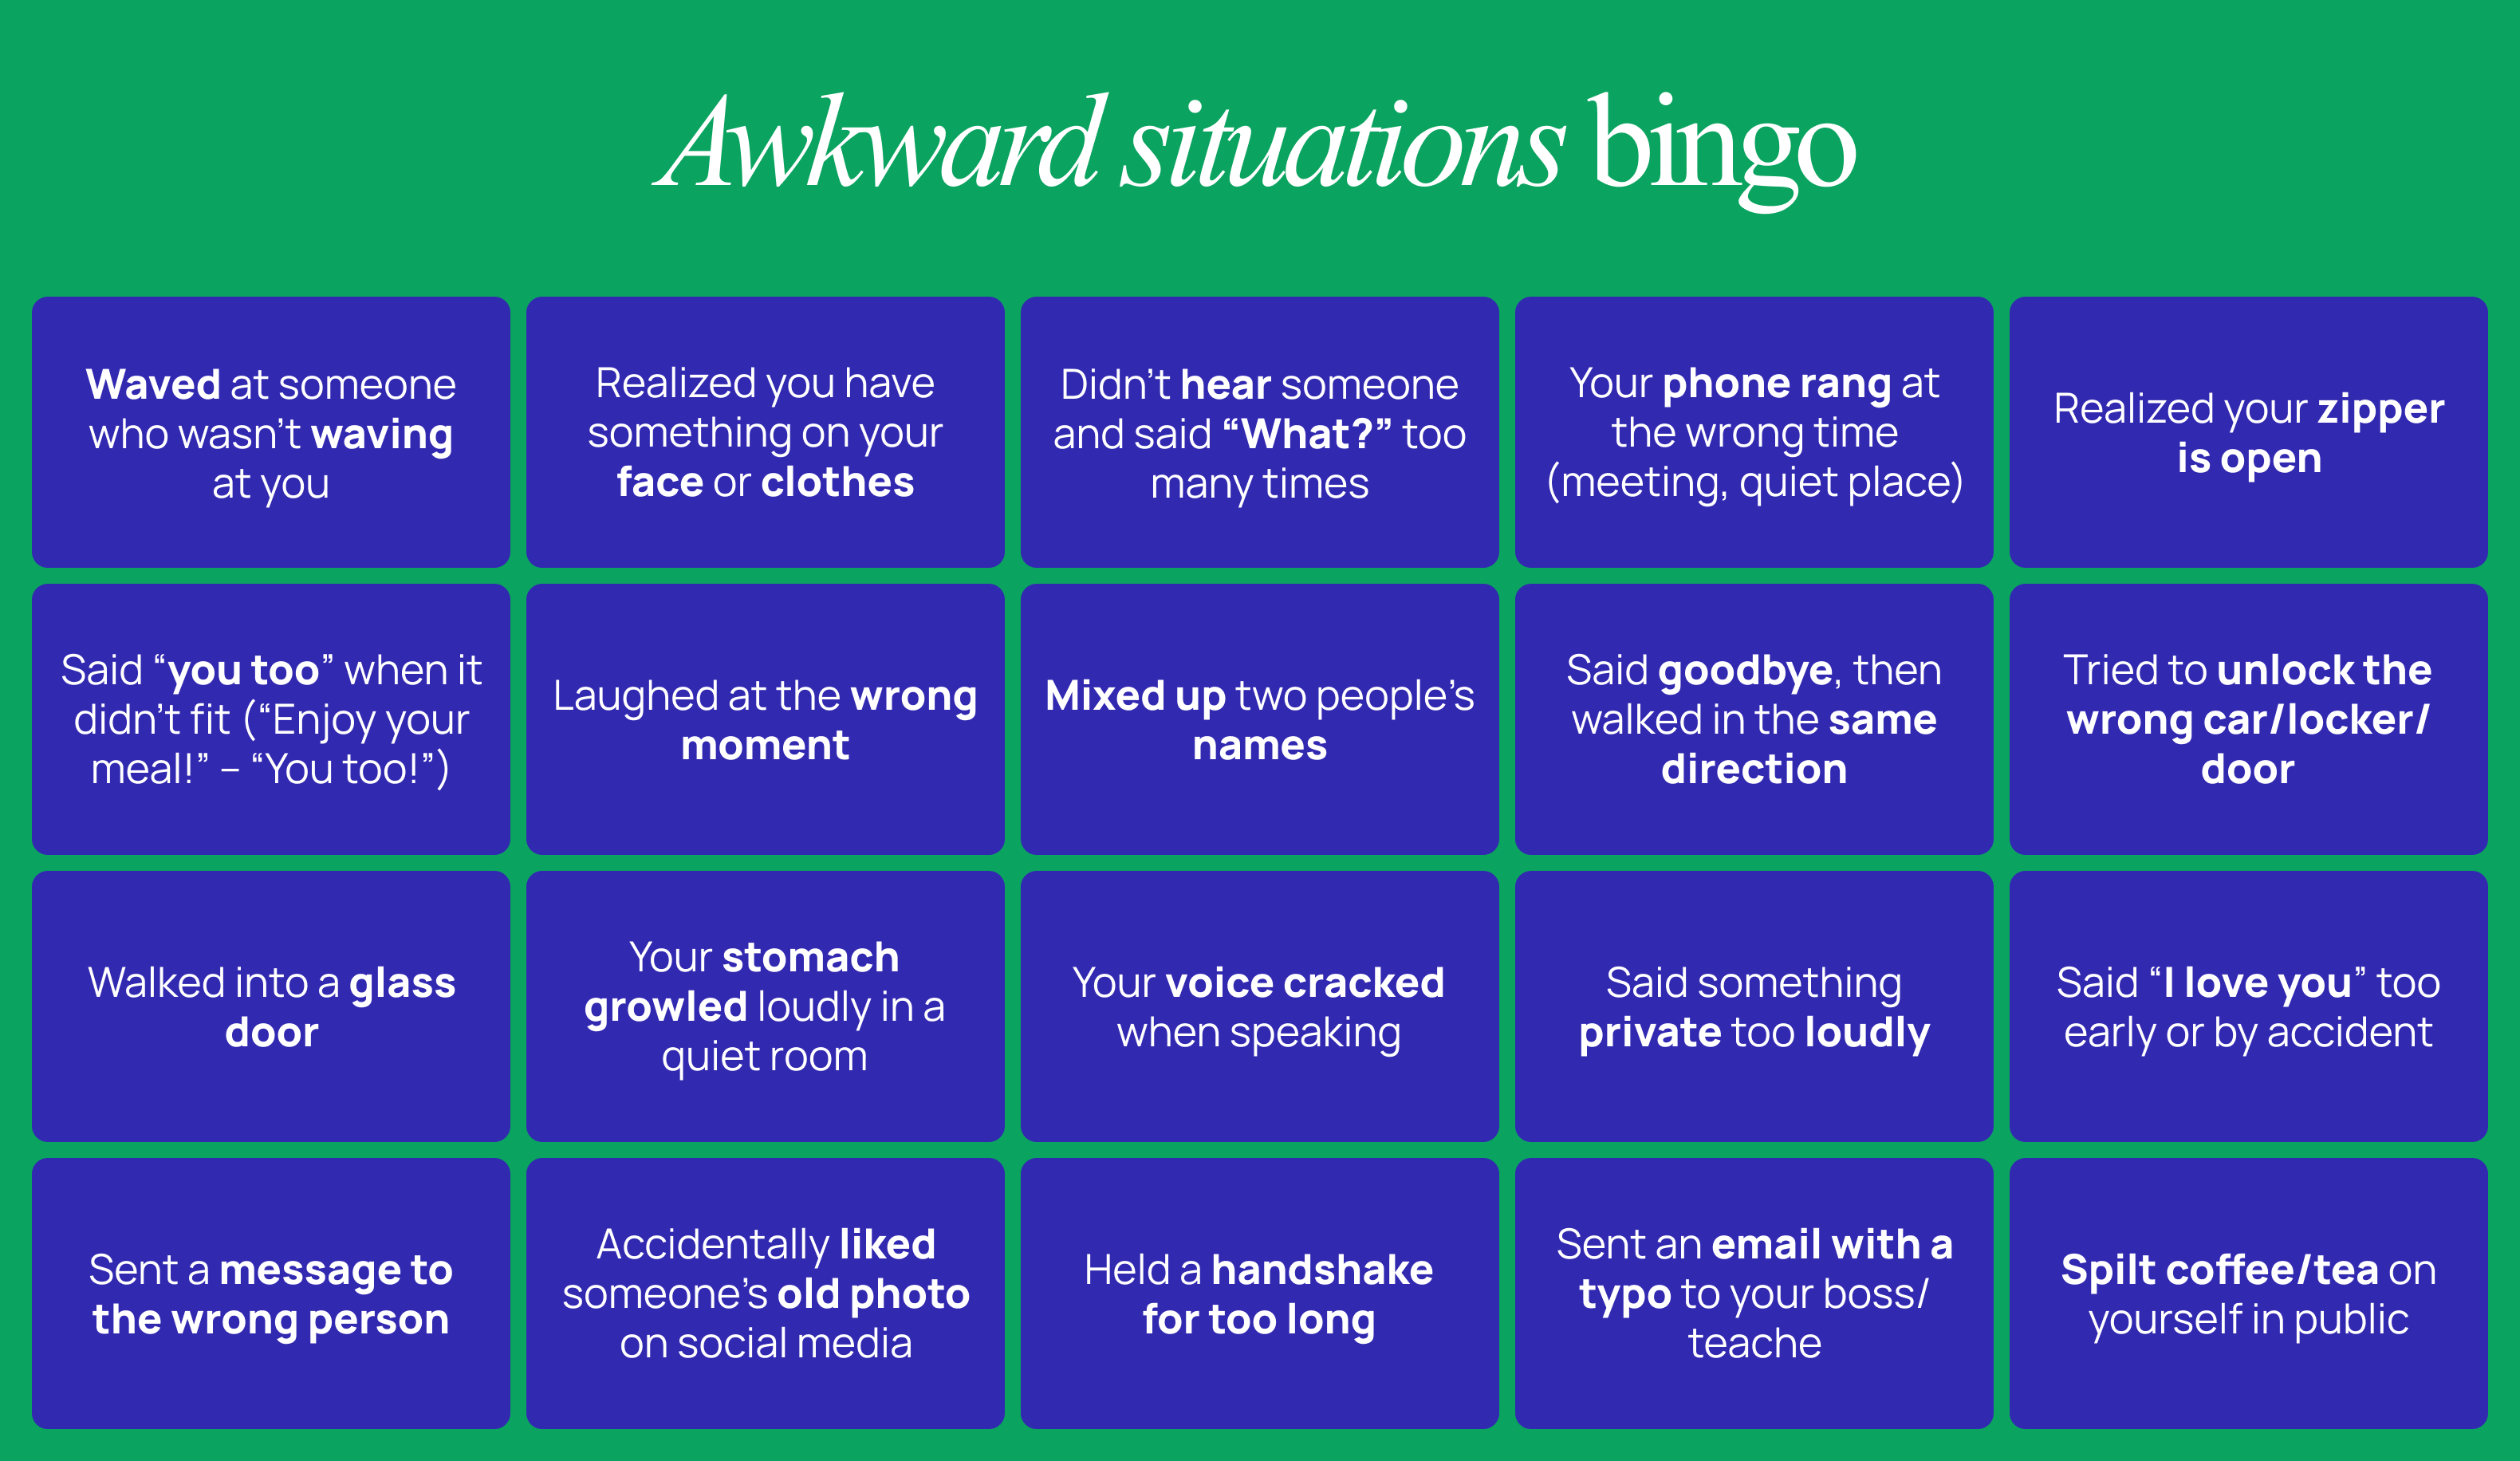 Awkward situations bingo
Waved at someone
who wasn’t waving
at you
Realized you have
something on your
face or clothes
Didn’t hear someone
and said “What?” too
many times
Your phone rang at
the wrong time
(meeting, quiet place)
Realized your zipper
is open
Said “you too” when it
didn’t fit (“Enjoy your
meal!” – “You too!”)
Laughed at the wrong
moment
Mixed up two people’s
names
Said goodbye, then
walked in the same
direction
Tried to unlock the
wrong car/locker/
door
Walked into a glass
door
Your stomach
growled loudly in a
quiet room
Your voice cracked
when speaking
Said something
private too loudly
Said “I love you” too
early or by accident
Sent a message to
the wrong person
Accidentally liked
someone’s old photo
on social media
Held a handshake
for too long
Sent an email with a
typo to your boss/
teache
Spilt coffee/tea on
yourself in public